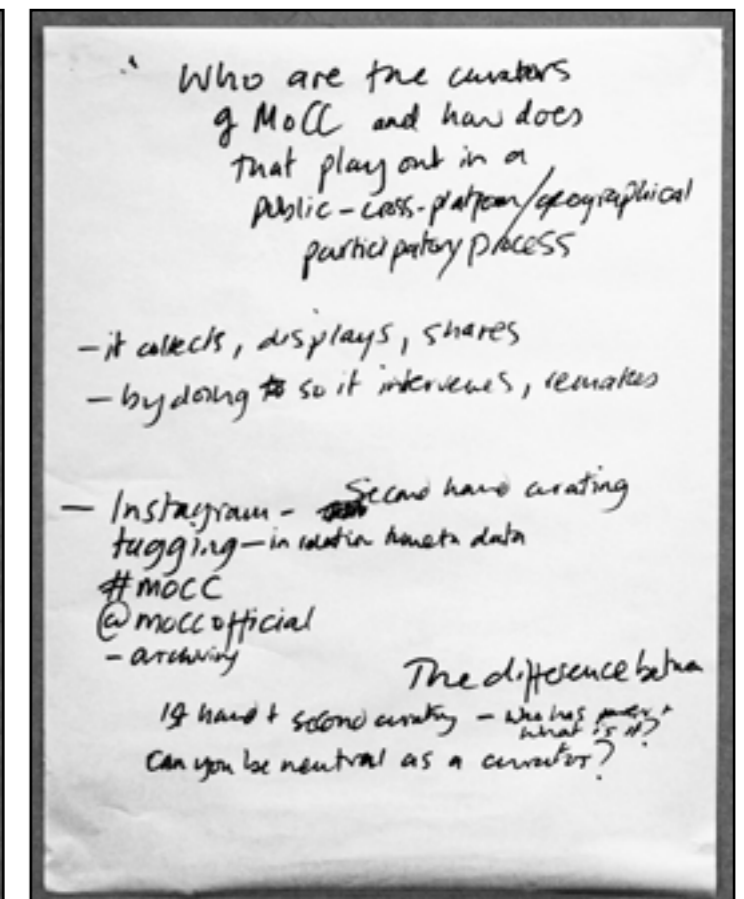 Who are the curators
of MoCC and how does
that play out in a
public-cross-platform/geographical
participatory process
- it collects, displays, shares
- by doing so it intervenes, remakes
- Instagram - Second hand curating
tagging - in relation to meta data
#mocc
@moccofficial
- archiving
The difference between
1st hand + second curating - who has power +
what is it?
Can you be neutral as a curator?